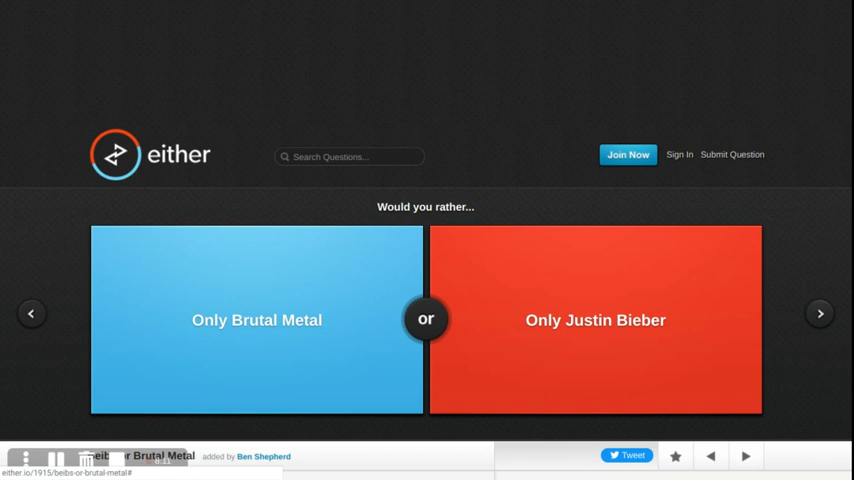 either
Search Questions...
Join Now
Sign In
Submit Question
Would you rather...
Only Brutal Metal
or
Only Justin Bieber
or Brutal Metal
added by Ben Shepherd
Tweet
either.io/1915/beibs-or-brutal-metal#